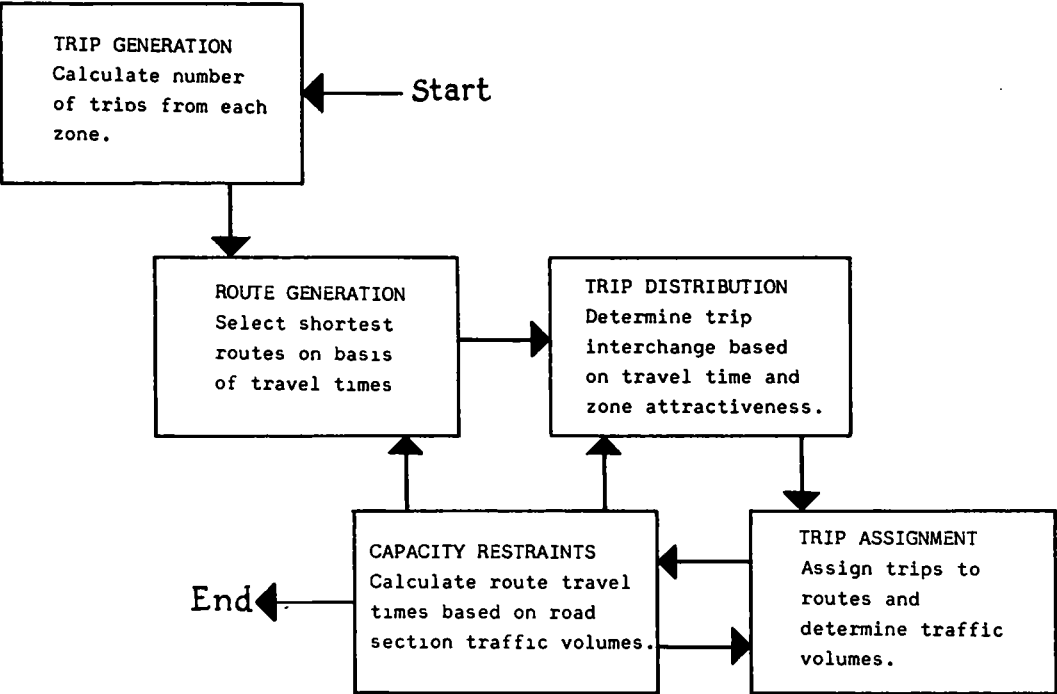 TRIP GENERATION
Calculate number
of trips from each
zone.
Start
ROUTE GENERATION
Select shortest
routes on basis
of travel times
TRIP DISTRIBUTION
Determine trip
interchange based
on travel time and
zone attractiveness.
CAPACITY RESTRAINTS
Calculate route travel
times based on road
section traffic volumes.
End
TRIP ASSIGNMENT
Assign trips to
routes and
determine traffic
volumes.